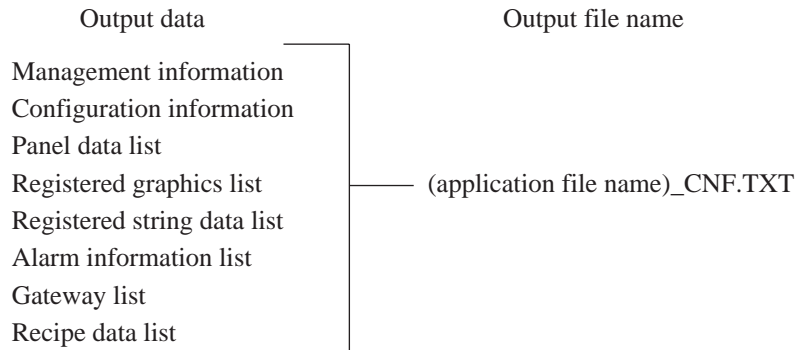 Output data
Output file name
Management information
Configuration information
Panel data list
Registered graphics list
(application file name)_CNF.TXT
Registered string data list
Alarm information list
Gateway list
Recipe data list